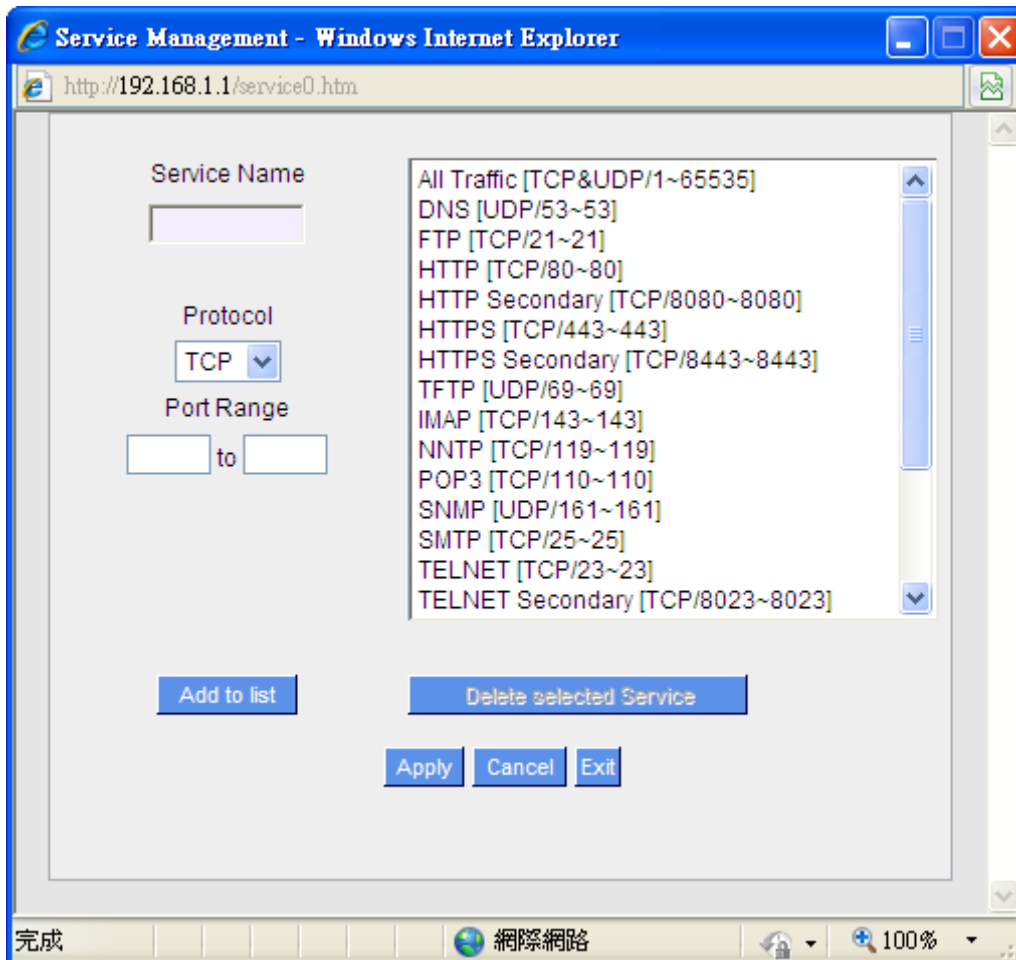 Service Management - Windows Internet Explorer
http://192.168.1.1/service0.htm
Service Name
Protocol
TCP
Port Range
to
All Traffic [TCP&UDP/1~65535]
DNS [UDP/53~53]
FTP [TCP/21~21]
HTTP [TCP/80~80]
HTTP Secondary [TCP/8080~8080]
HTTPS [TCP/443~443]
HTTPS Secondary [TCP/8443~8443]
TFTP [UDP/69~69]
IMAP [TCP/143~143]
NNTP [TCP/119~119]
POP3 [TCP/110~110]
SNMP [UDP/161~161]
SMTP [TCP/25~25]
TELNET [TCP/23~23]
TELNET Secondary [TCP/8023~8023]
Add to list
Delete selected Service
Apply Cancel Exit
完成 網際網路 100%